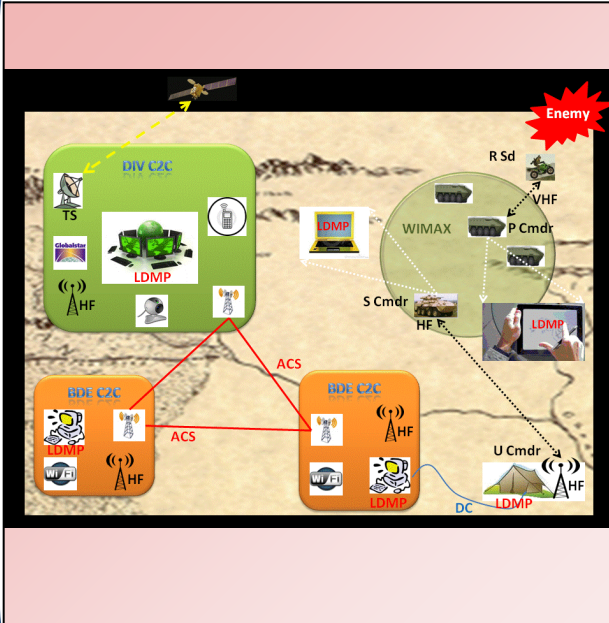 Enemy
DIV C2C
R Sd
VHF
TS
LDMP
WIMAX
P Cmdr
Globalstar
LDMP
HF
S Cmdr
HF
LDMP
ACS
BDE C2C
BDE C2C
ACS
LDMP
HF
HF
U Cmdr
Wi Fi
HF
Wi Fi
LDMP
LDMP
HF
DC